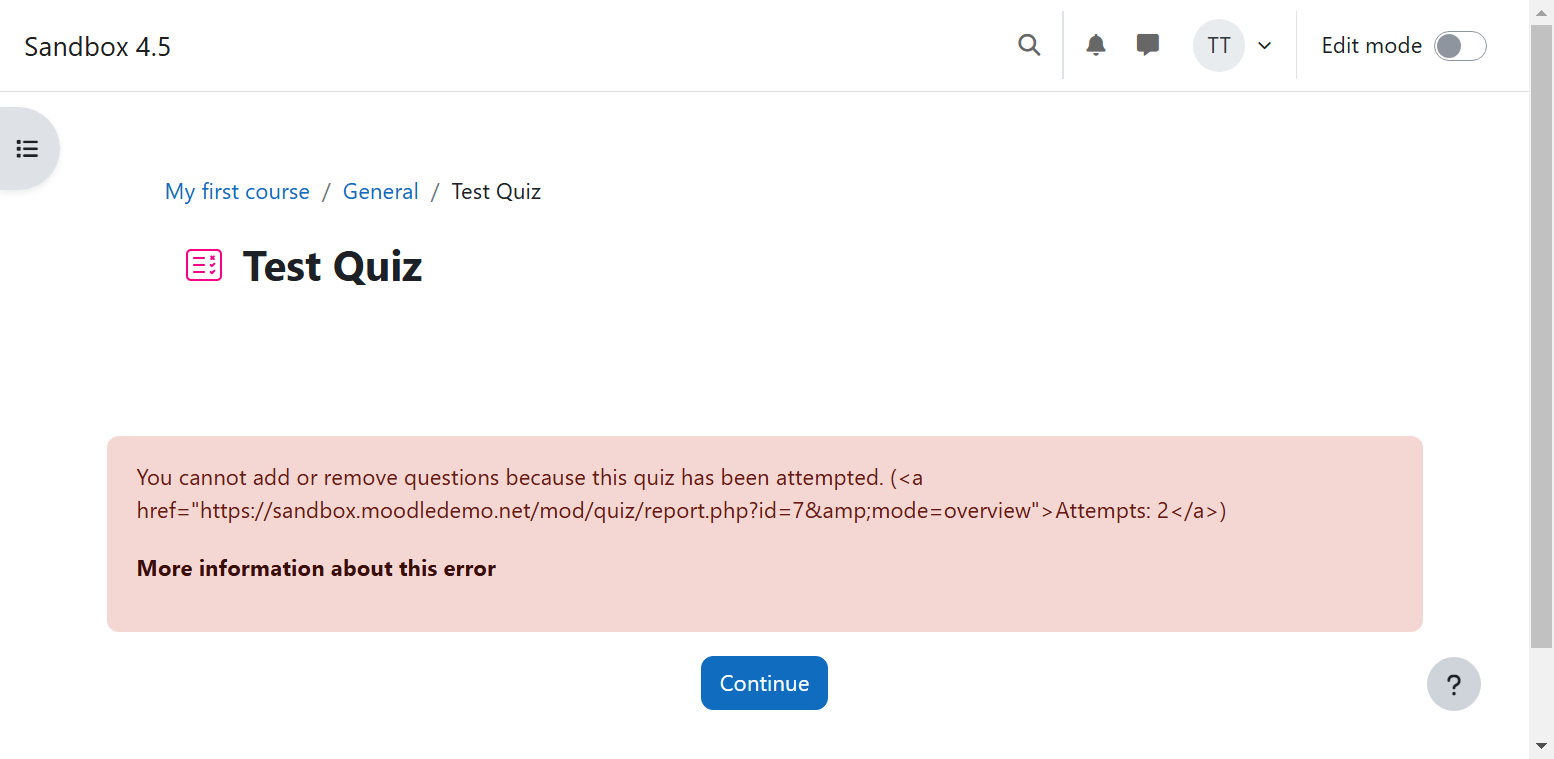 Sandbox 4.5
TT
Edit mode
My first course / General / Test Quiz
Test Quiz
You cannot add or remove questions because this quiz has been attempted. (<a
href="https://sandbox.moodledemo.net/mod/quiz/report.php?id=7&amp;mode=overview">Attempts: 2</a>)
More information about this error
Continue
?